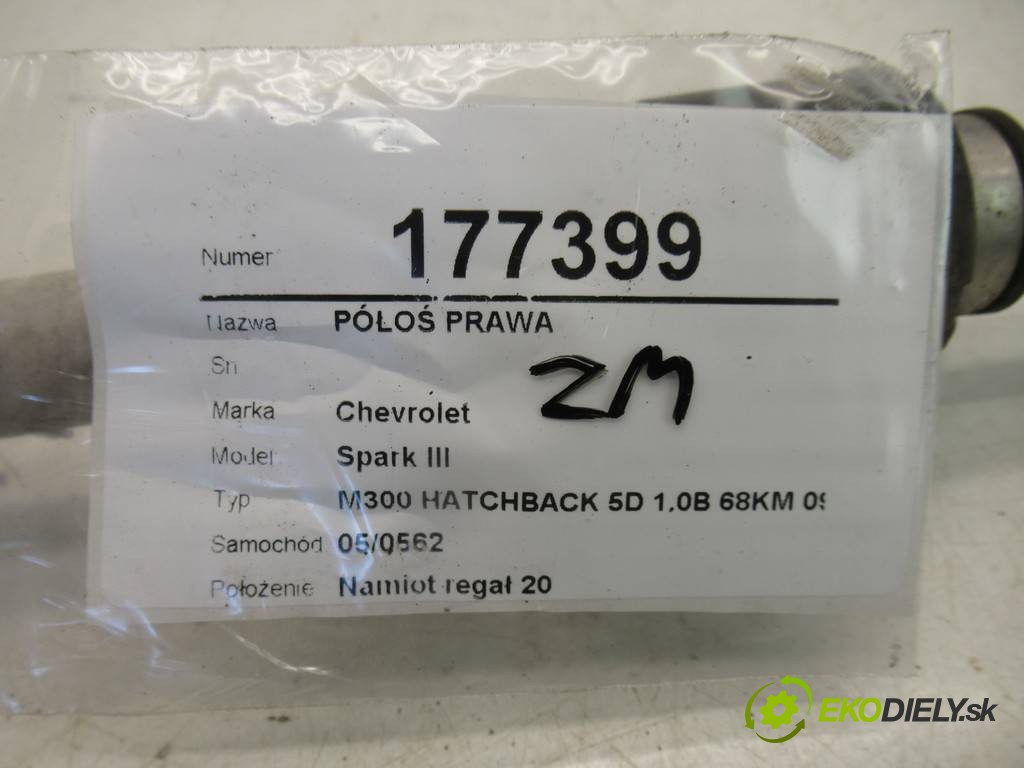 Numer 177399
Nazwa PÓŁOŚ PRAWA
Sn
ZM
Marka Chevrolet
Model Spark III
Typ M300 HATCHBACK 5D 1.0B 68KM 09
Samochód 05/0562
Położenie Namiot regał 20
EKODIELY.sk